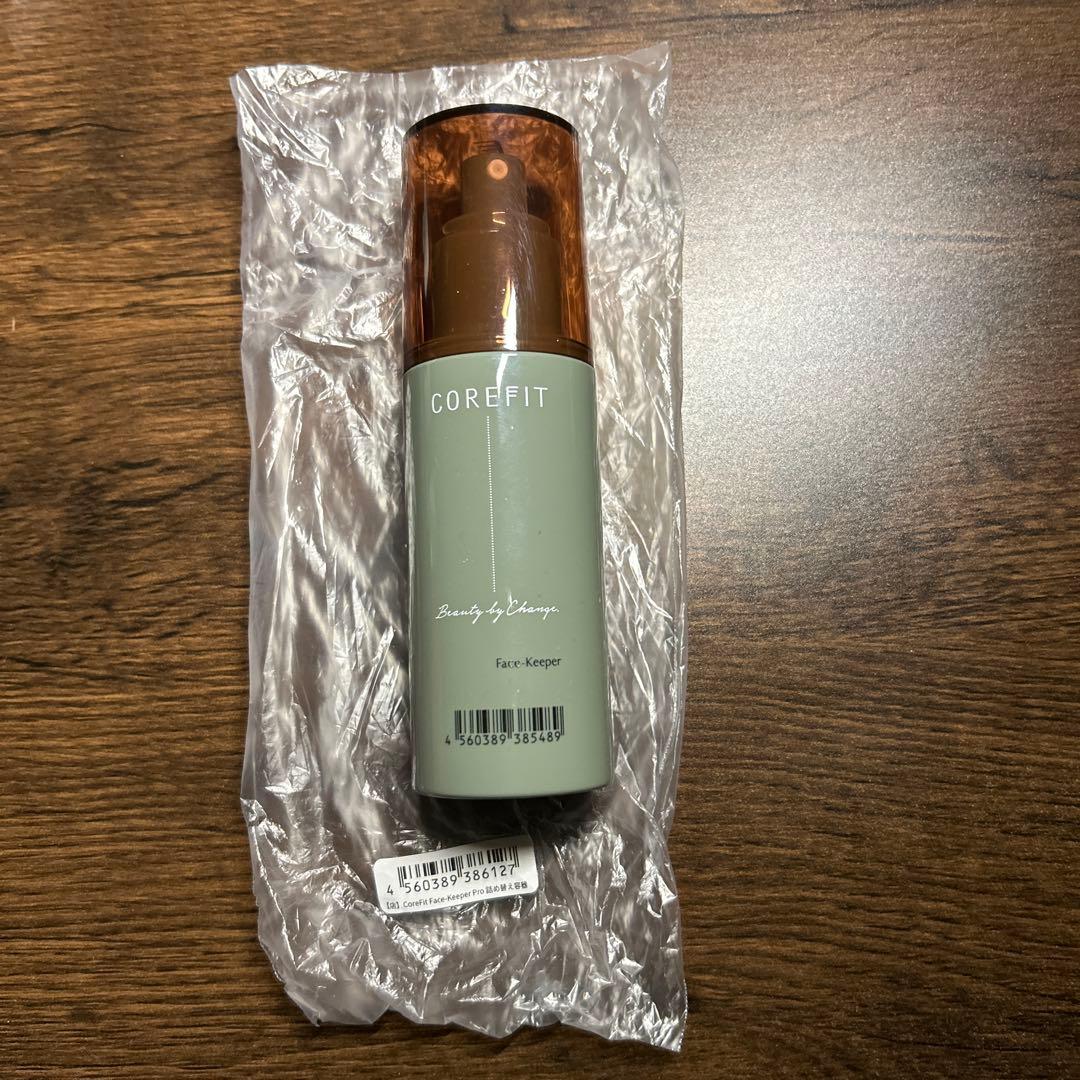 COREFIT
Beauty by Change.
Face-Keeper
4 560389 385489
4 560389 386127
【店】CoreFit Face-Keeper Pro 詰め替え容器